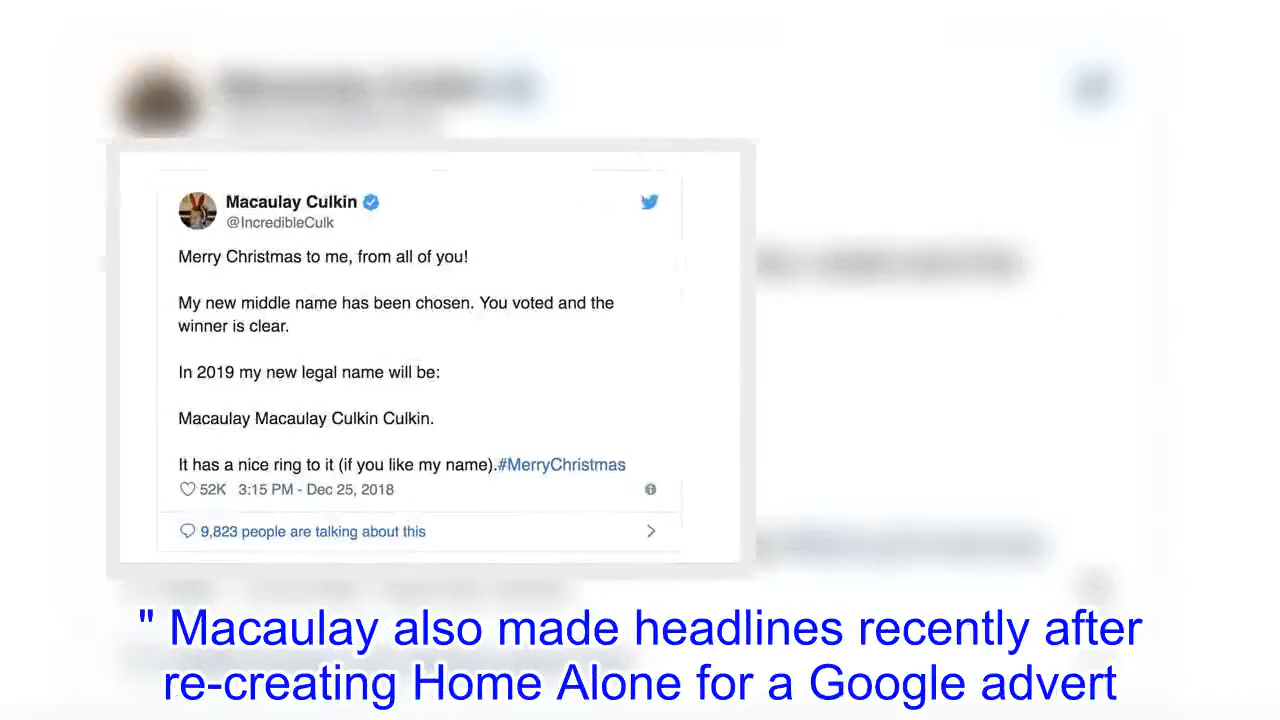 Macaulay Culkin
@IncredibleCulk
Merry Christmas to me, from all of you!
My new middle name has been chosen. You voted and the
winner is clear.
In 2019 my new legal name will be:
Macaulay Macaulay Culkin Culkin.
It has a nice ring to it (if you like my name).#MerryChristmas
52K 3:15 PM - Dec 25, 2018
9,823 people are talking about this
" Macaulay also made headlines recently after
re-creating Home Alone for a Google advert